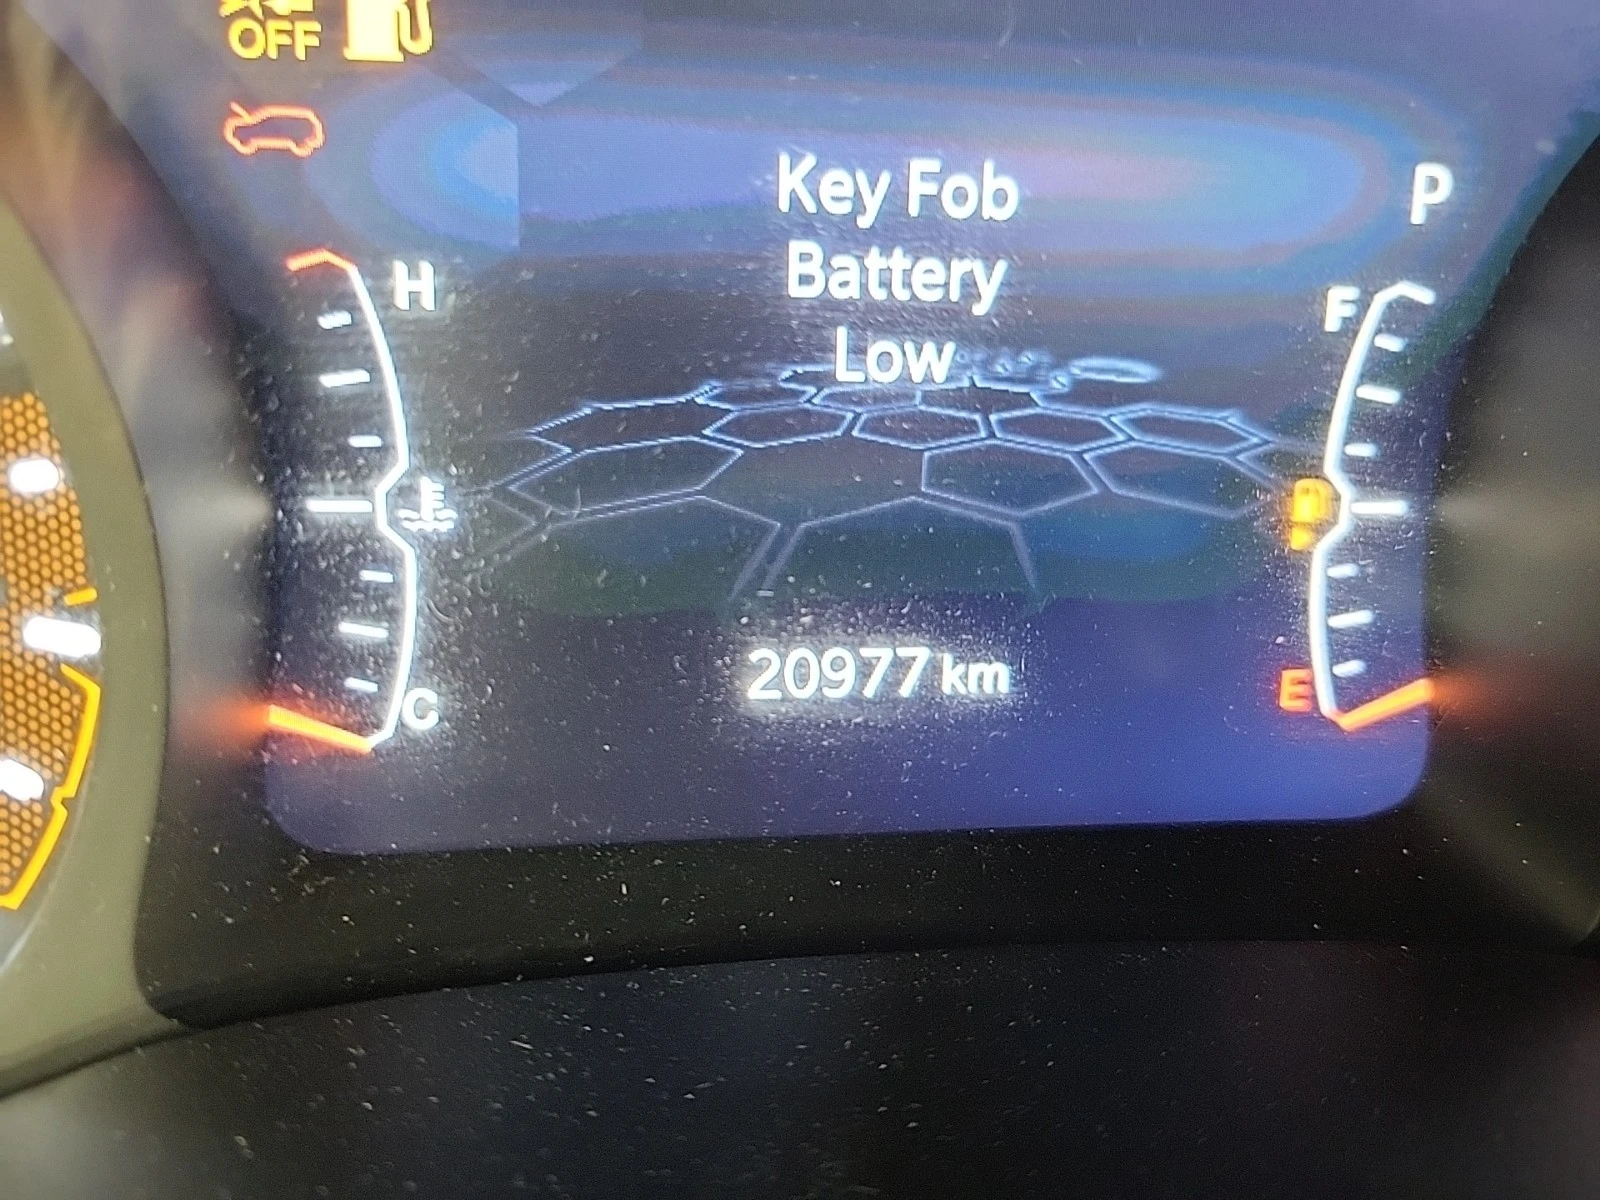 OFF
Key Fob
P
Battery
H
F
Low
20977 km
E
C